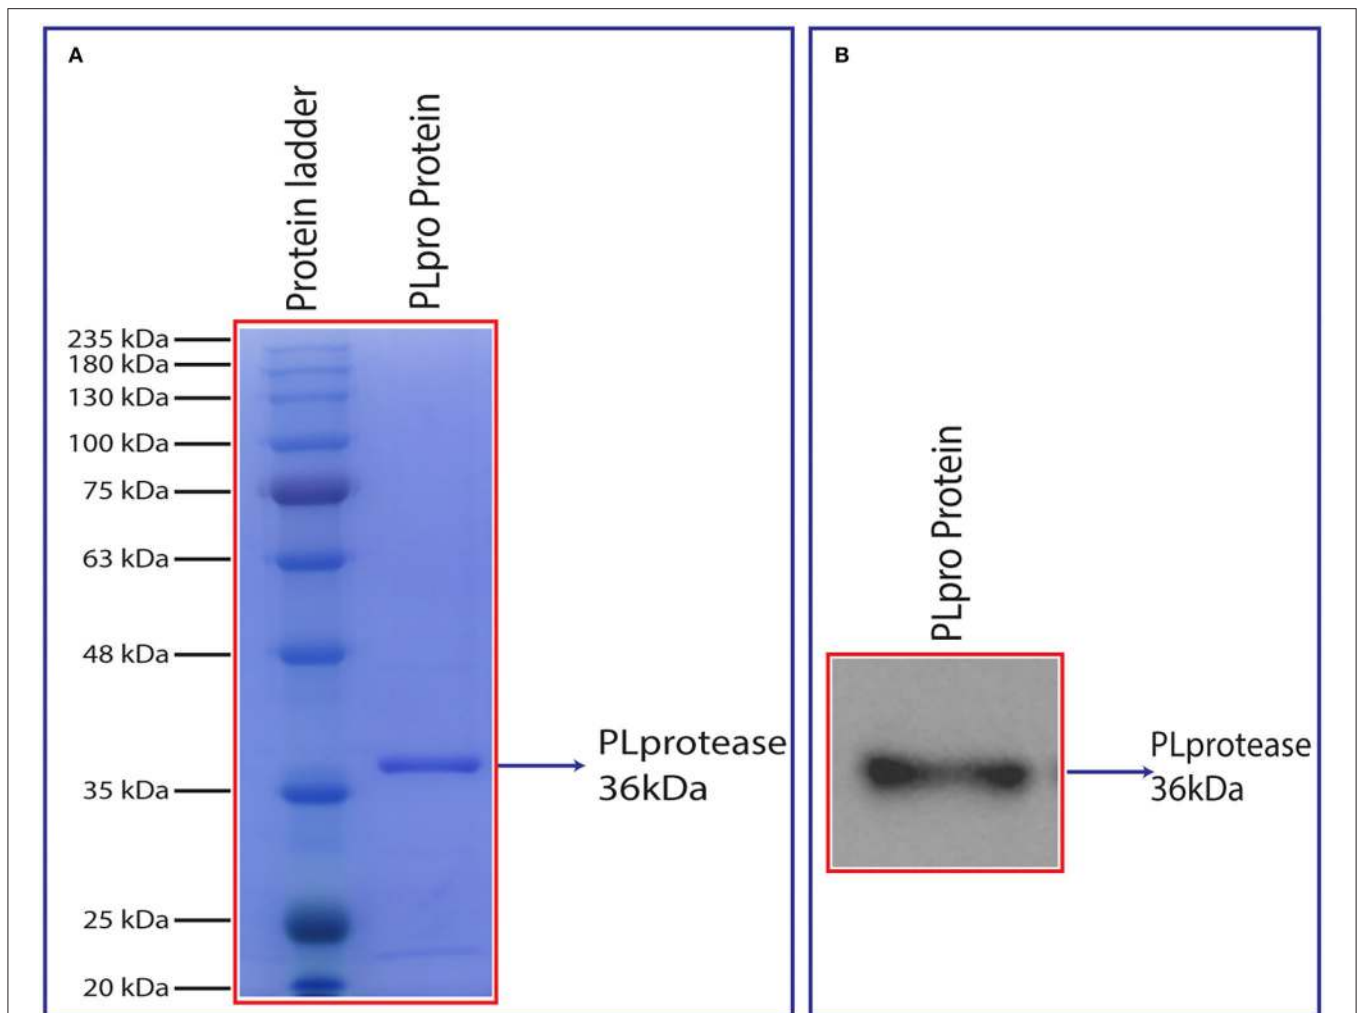 A
Protein ladder
PLpro Protein
235 kDa
180 kDa
130 kDa
100 kDa
75 kDa
63 kDa
48 kDa
35 kDa
25 kDa
20 kDa
PLprotease
36kDa
B
PLpro Protein
PLprotease
36kDa